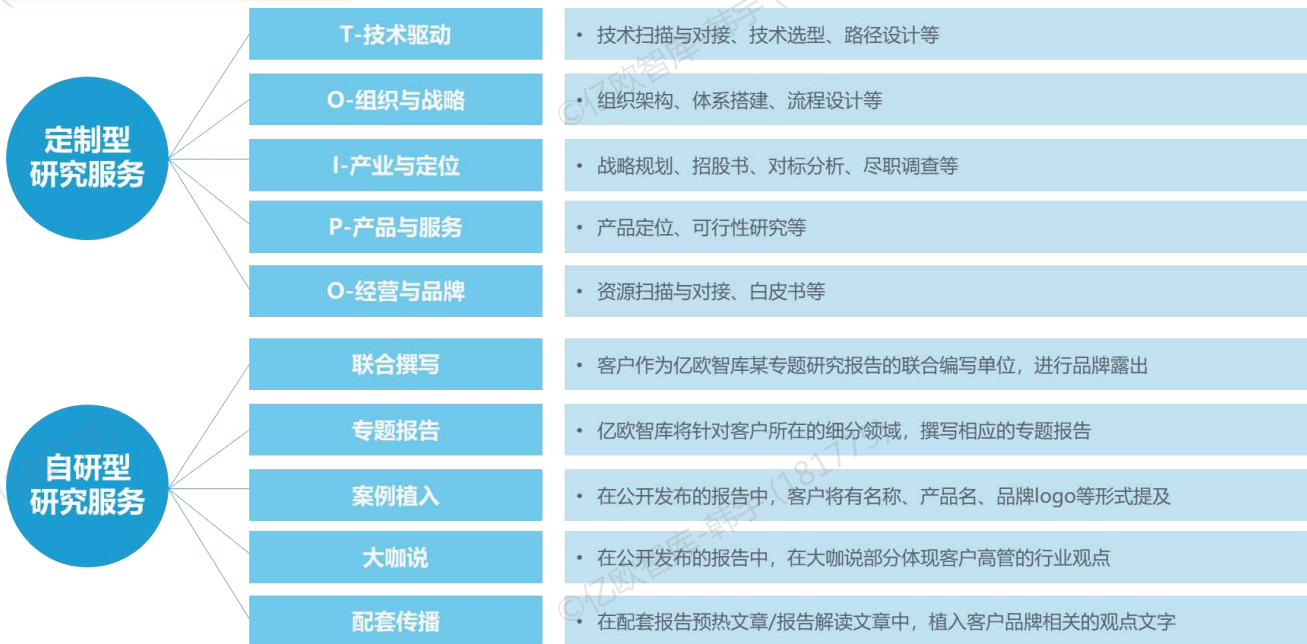 定制型
研究服务
T-技术驱动
• 技术扫描与对接、技术选型、路径设计等
O-组织与战略
• 组织架构、体系搭建、流程设计等
I-产业与定位
• 战略规划、招股书、对标分析、尽职调查等
P-产品与服务
• 产品定位、可行性研究等
O-经营与品牌
• 资源扫描与对接、白皮书等
自研型
研究服务
联合撰写
• 客户作为亿欧智库某专题研究报告的联合编写单位，进行品牌露出
专题报告
• 亿欧智库将针对客户所在的细分领域，撰写相应的专题报告
案例植入
• 在公开发布的报告中，客户将有名称、产品名、品牌logo等形式提及
大咖说
• 在公开发布的报告中，在大咖说部分体现客户高管的行业观点
配套传播
• 在配套报告预热文章/报告解读文章中，植入客户品牌相关的观点文字
©亿欧智库-韩宇(
©亿欧智库-韩宇(181775)